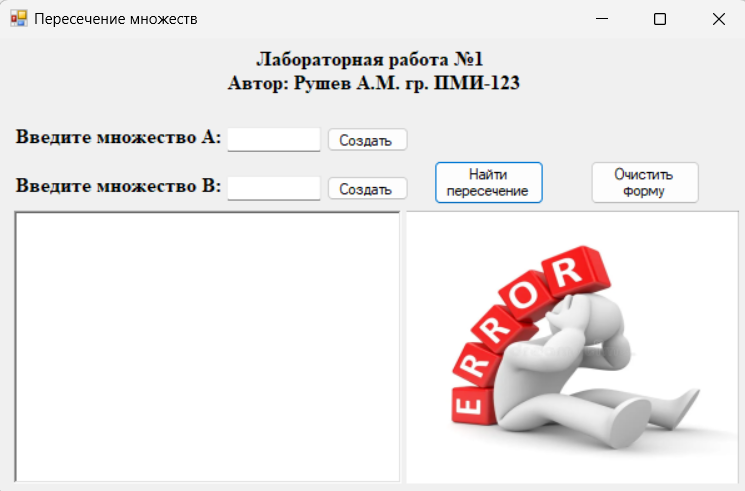 Пересечение множеств
Лабораторная работа №1
Автор: Рушев А.М. гр. ПМИ-123
Введите множество A:
Создать
Введите множество B:
Создать
Найти
пересечение
Очистить
форму
ERROR